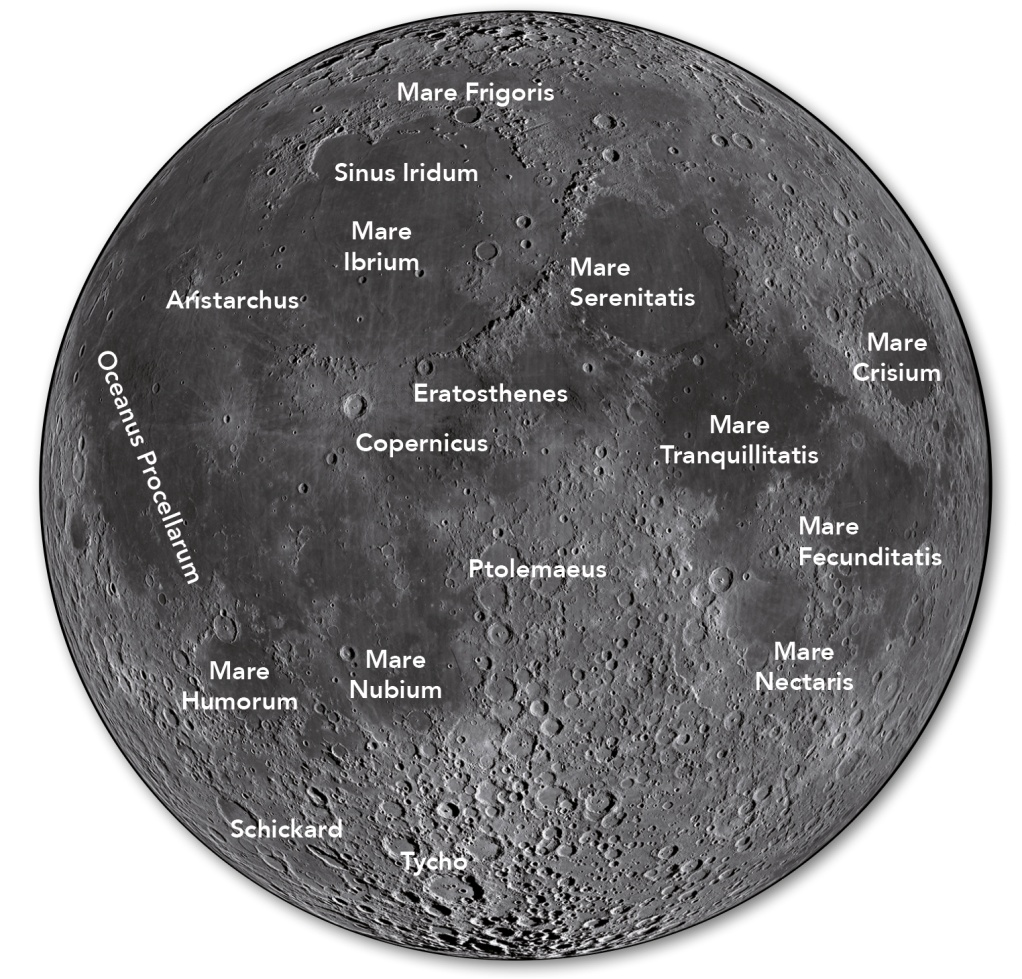 Mare Frigoris
Sinus Iridum
Mare
Ibrium
Mare
Serenitatis
Aristarchus
Mare
Crisium
Oceanus Procellarum
Eratosthenes
Copernicus
Mare
Tranquillitatis
Mare
Fecunditatis
Ptolemaeus
Mare
Nectaris
Mare
Humorum
Mare
Nubium
Schickard
Tycho